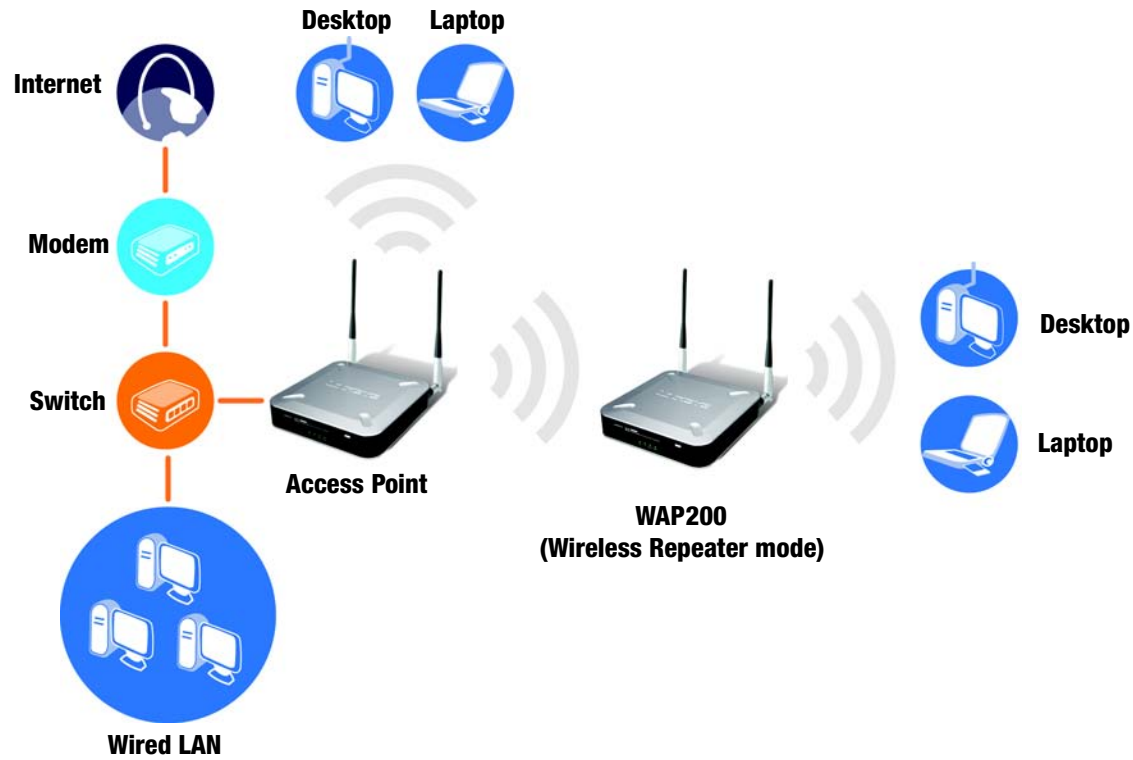 Desktop
Laptop
Internet
Modem
Switch
Access Point
WAP200
(Wireless Repeater mode)
Desktop
Laptop
Wired LAN